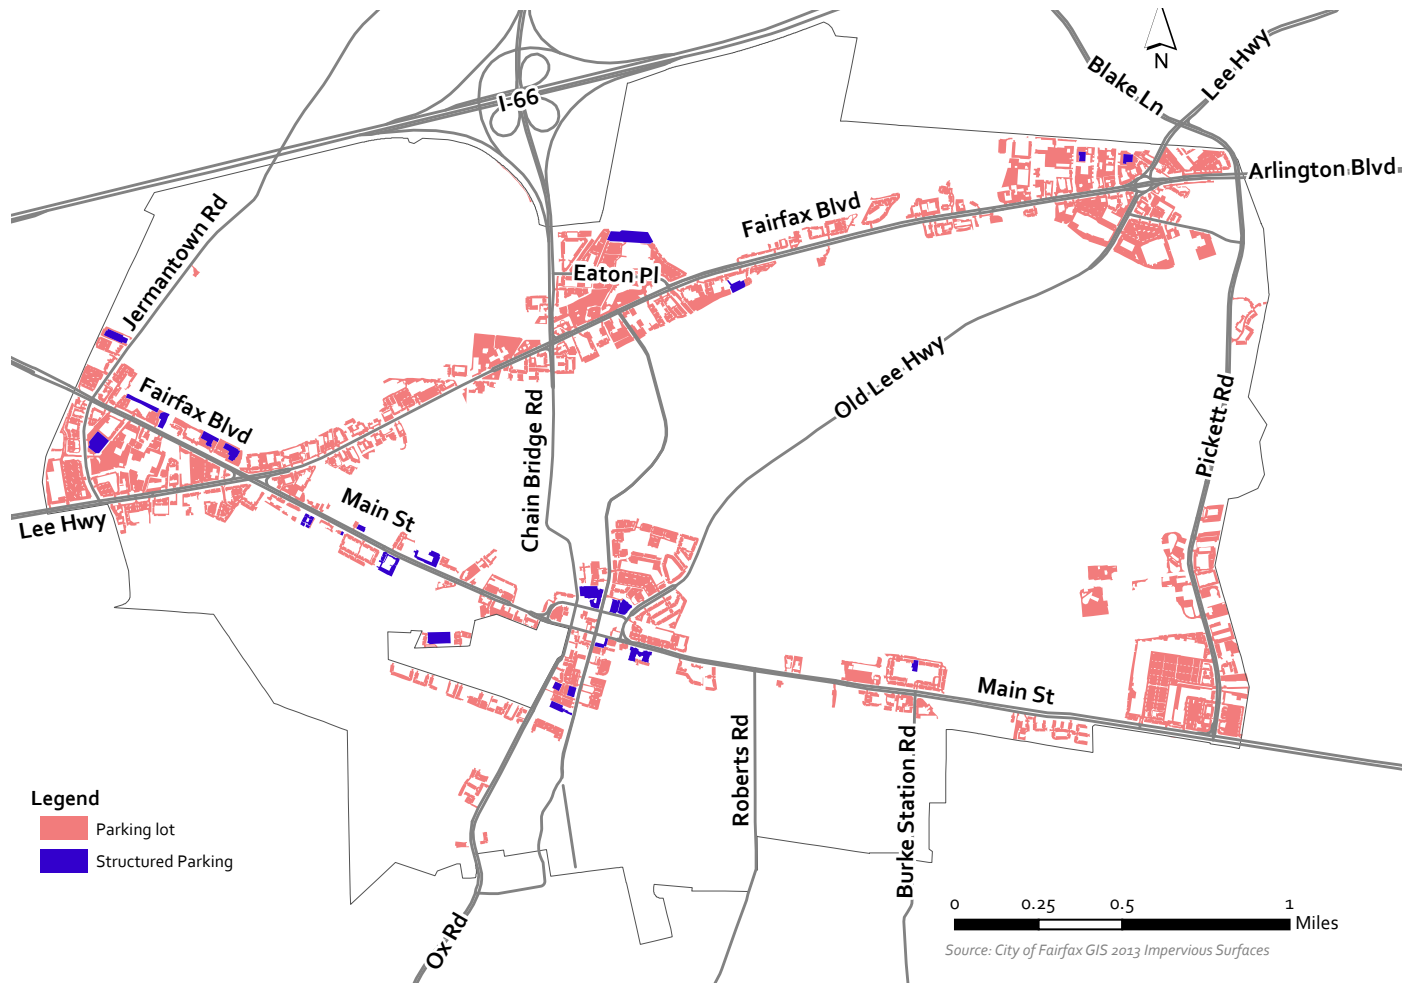 I-66
N
Blake Ln
Lee Hwy
Arlington Blvd
Jermantown Rd
Fairfax Blvd
Eaton Pl
Fairfax Blvd
Old Lee Hwy
Chain Bridge Rd
Pickett Rd
Lee Hwy
Main St
Main St
Roberts Rd
Burke Station Rd
Ox Rd
Legend
Parking lot
Structured Parking
0 0.25 0.5 1
Miles
Source: City of Fairfax GIS 2013 Impervious Surfaces